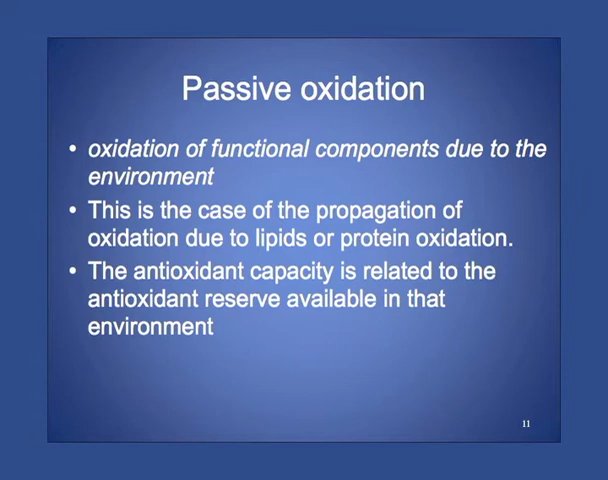 Passive oxidation
• oxidation of functional components due to the
environment
• This is the case of the propagation of
oxidation due to lipids or protein oxidation.
• The antioxidant capacity is related to the
antioxidant reserve available in that
environment
11